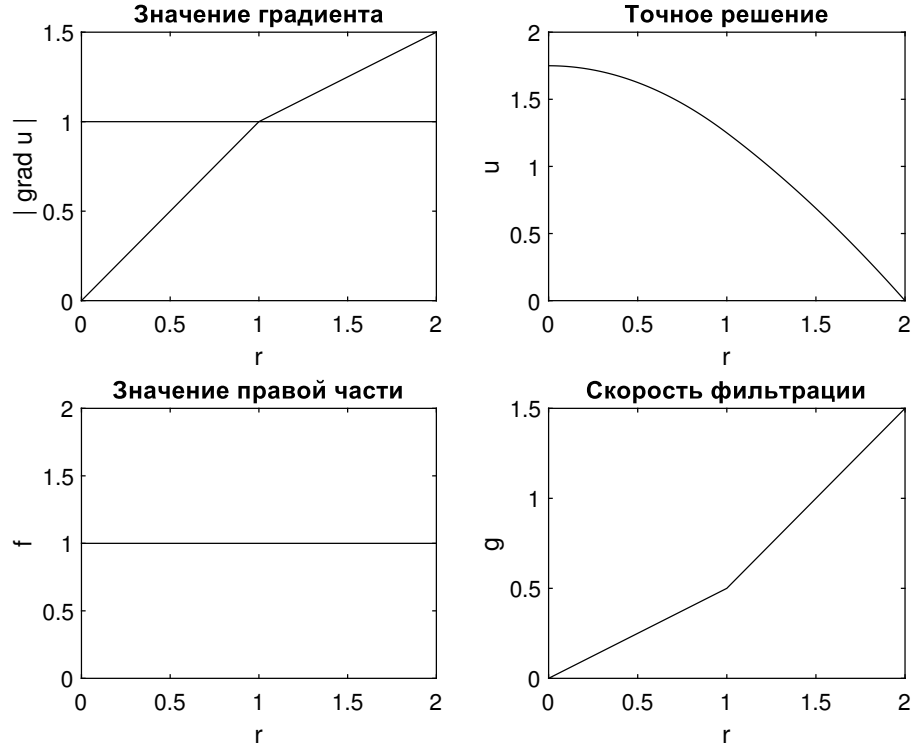 Значение градиента
1.5
1
0.5
0
| grad u |
0 0.5 1 1.5 2
r
Точное решение
2
1.5
1
0.5
0
u
0 0.5 1 1.5 2
r
Значение правой части
2
1.5
1
0.5
0
f
0 0.5 1 1.5 2
r
Скорость фильтрации
1.5
1
0.5
0
g
0 0.5 1 1.5 2
r